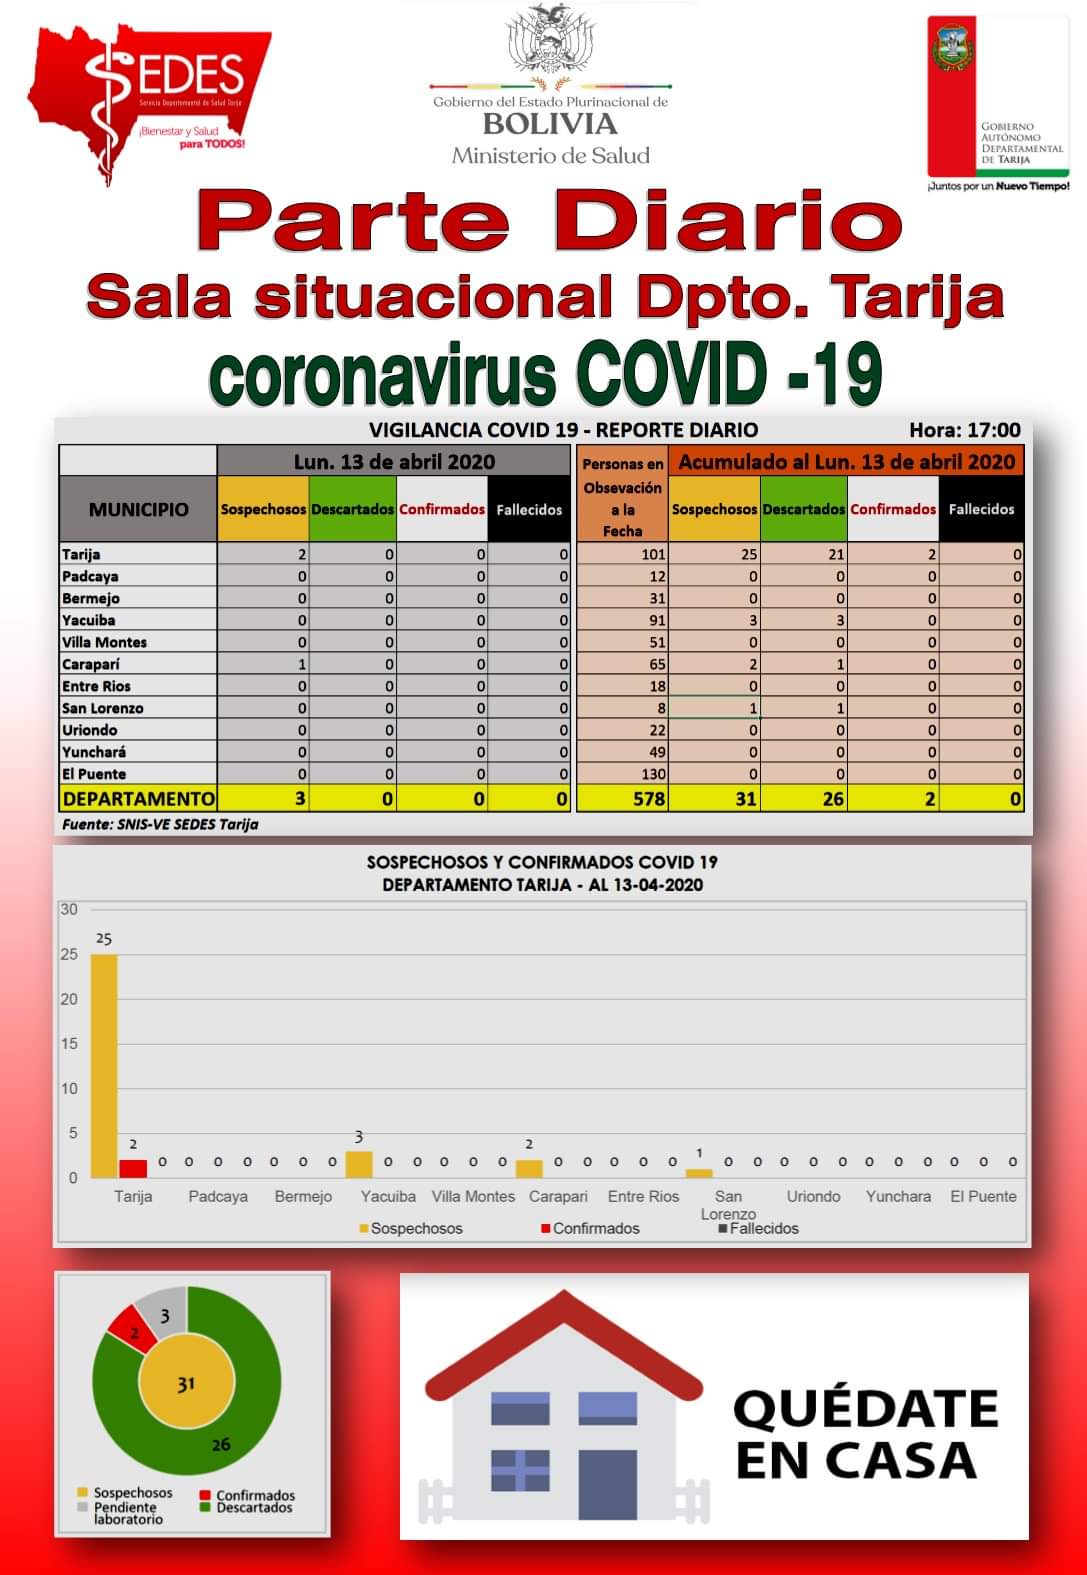 SEDES
Servicio Departamental de Salud Tarija
¡Bienestar y Salud
para TODOS!
Gobierno del Estado Plurinacional de
BOLIVIA
Ministerio de Salud
GOBIERNO
AUTÓNOMO
DEPARTAMENTAL
DE TARIJA
¡Juntos por un Nuevo Tiempo!
Parte Diario
Sala situacional Dpto. Tarija
coronavirus COVID -19
VIGILANCIA COVID 19 - REPORTE DIARIO Hora: 17:00
Lun. 13 de abril 2020 Personas en Obsevación a la Fecha Acumulado al Lun. 13 de abril 2020
MUNICIPIO Sospechosos Descartados Confirmados Fallecidos Sospechosos Descartados Confirmados Fallecidos
Tarija 2 0 0 0 101 25 21 2 0
Padcaya 0 0 0 0 12 0 0 0 0
Bermejo 0 0 0 0 31 0 0 0 0
Yacuiba 0 0 0 0 91 3 3 0 0
Villa Montes 0 0 0 0 51 0 0 0 0
Caraparí 1 0 0 0 65 2 1 0 0
Entre Rios 0 0 0 0 18 0 0 0 0
San Lorenzo 0 0 0 0 8 1 1 0 0
Uriondo 0 0 0 0 22 0 0 0 0
Yunchará 0 0 0 0 49 0 0 0 0
El Puente 0 0 0 0 130 0 0 0 0
DEPARTAMENTO 3 0 0 0 578 31 26 2 0
Fuente: SNIS-VE SEDES Tarija
SOSPECHOSOS Y CONFIRMADOS COVID 19
DEPARTAMENTO TARIJA - AL 13-04-2020
30
25
20
15
10
5
0
25 2 0 0 0 0 0 0 0 3 0 0 0 0 0 2 0 0 0 0 0 1 0 0 0 0 0 0 0 0 0 0 0
Tarija Padcaya Bermejo Yacuiba Villa Montes Carapari Entre Rios San Lorenzo Uriondo Yunchara El Puente
Sospechosos Confirmados Fallecidos
3
2
31
26
Sospechosos Confirmados
Pendiente laboratorio Descartados
QUÉDATE
EN CASA